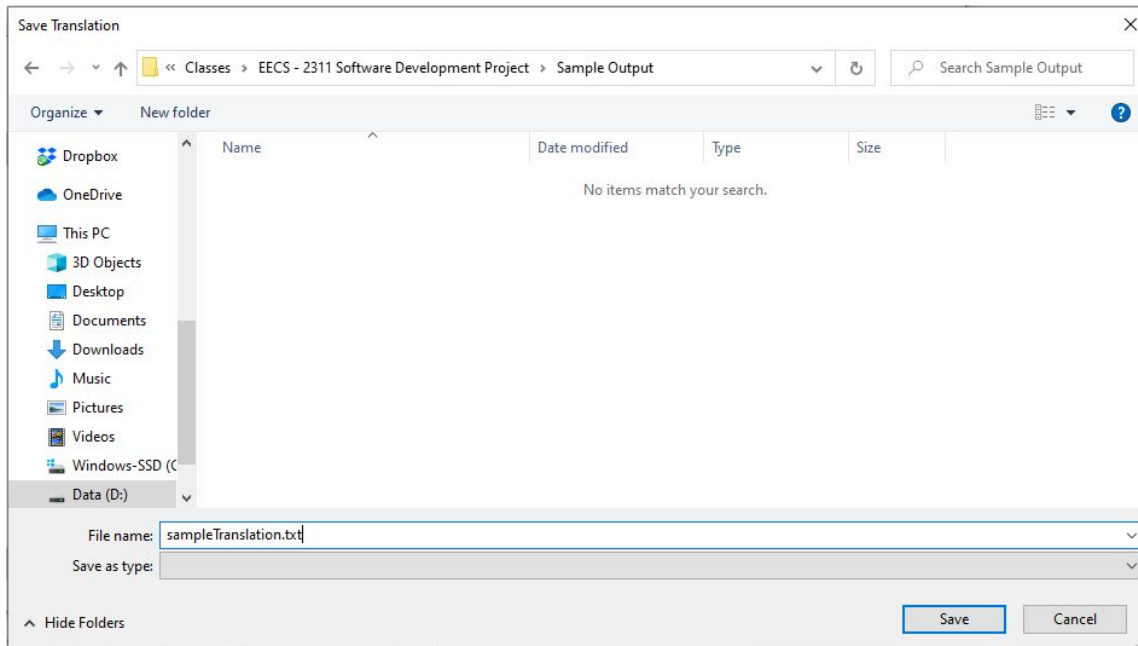 Save Translation
« Classes > EECS - 2311 Software Development Project > Sample Output
Search Sample Output
Organize
New folder
Name
Date modified
Type
Size
No items match your search.
Dropbox
OneDrive
This PC
3D Objects
Desktop
Documents
Downloads
Music
Pictures
Videos
Windows-SSD (C
Data (D:)
File name: sampleTranslation.txt
Save as type:
Hide Folders
Save
Cancel